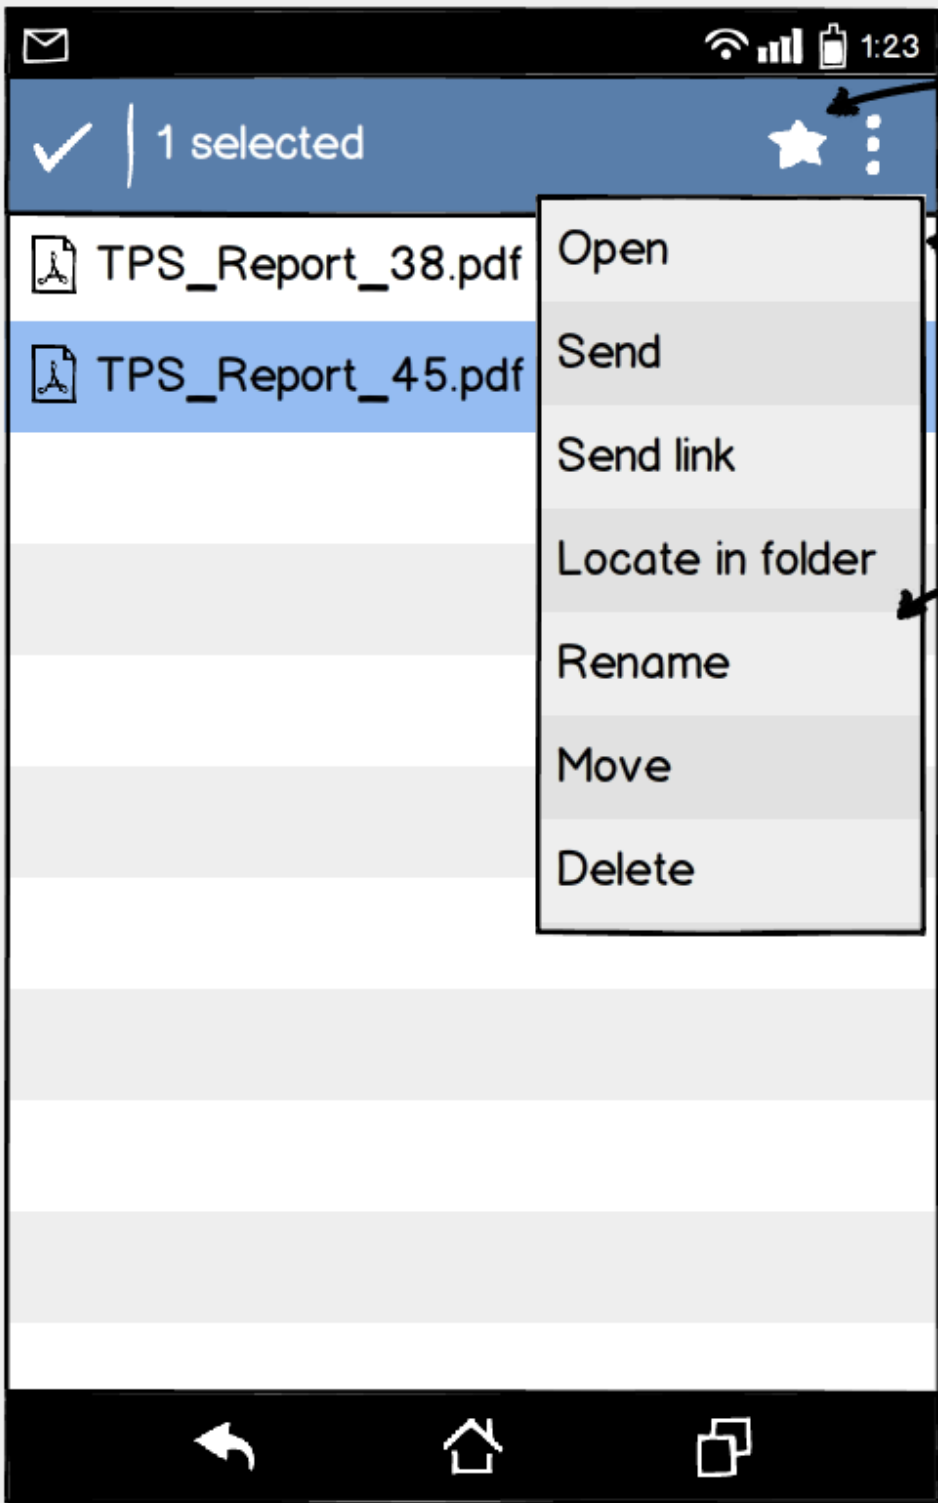 1:23
1 selected
TPS_Report_38.pdf
TPS_Report_45.pdf
Open
Send
Send link
Locate in folder
Rename
Move
Delete